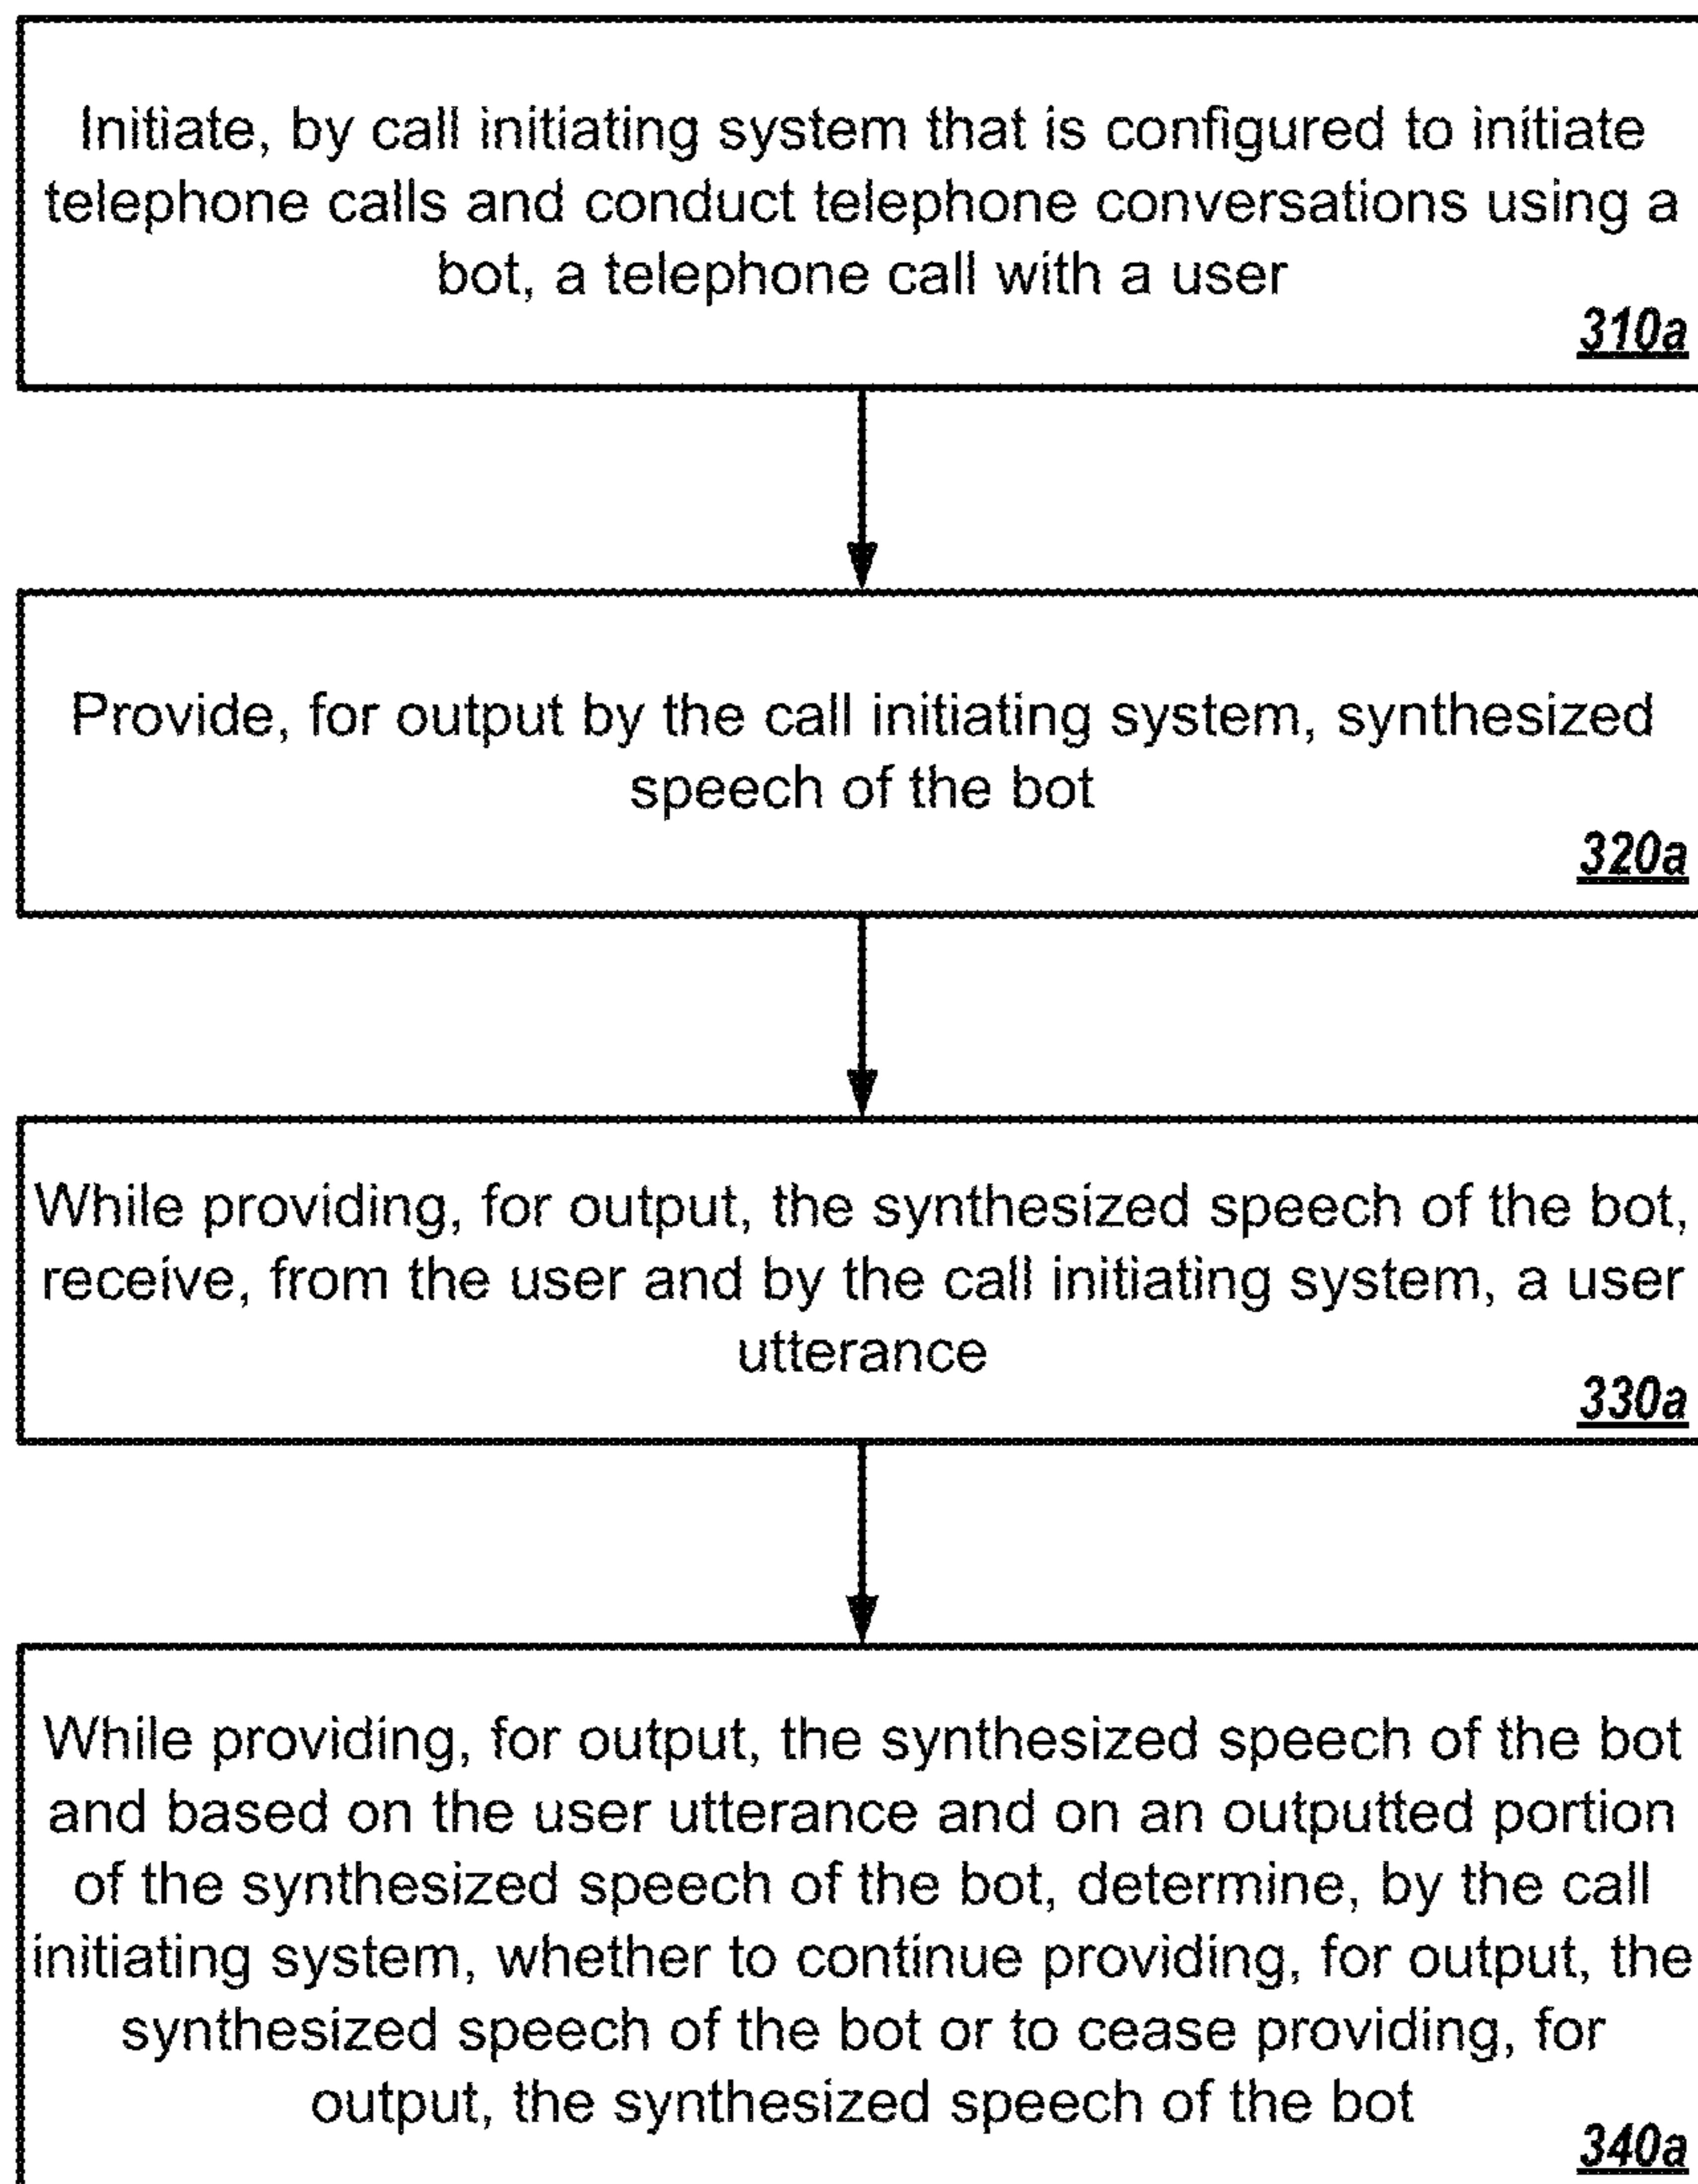 Initiate, by call initiating system that is configured to initiate
telephone calls and conduct telephone conversations using a
bot, a telephone call with a user
310a
Provide, for output by the call initiating system, synthesized
speech of the bot
320a
While providing, for output, the synthesized speech of the bot,
receive, from the user and by the call initiating system, a user
utterance
330a
While providing, for output, the synthesized speech of the bot
and based on the user utterance and on an outputted portion
of the synthesized speech of the bot, determine, by the call
initiating system, whether to continue providing, for output, the
synthesized speech of the bot or to cease providing, for
output, the synthesized speech of the bot
340a